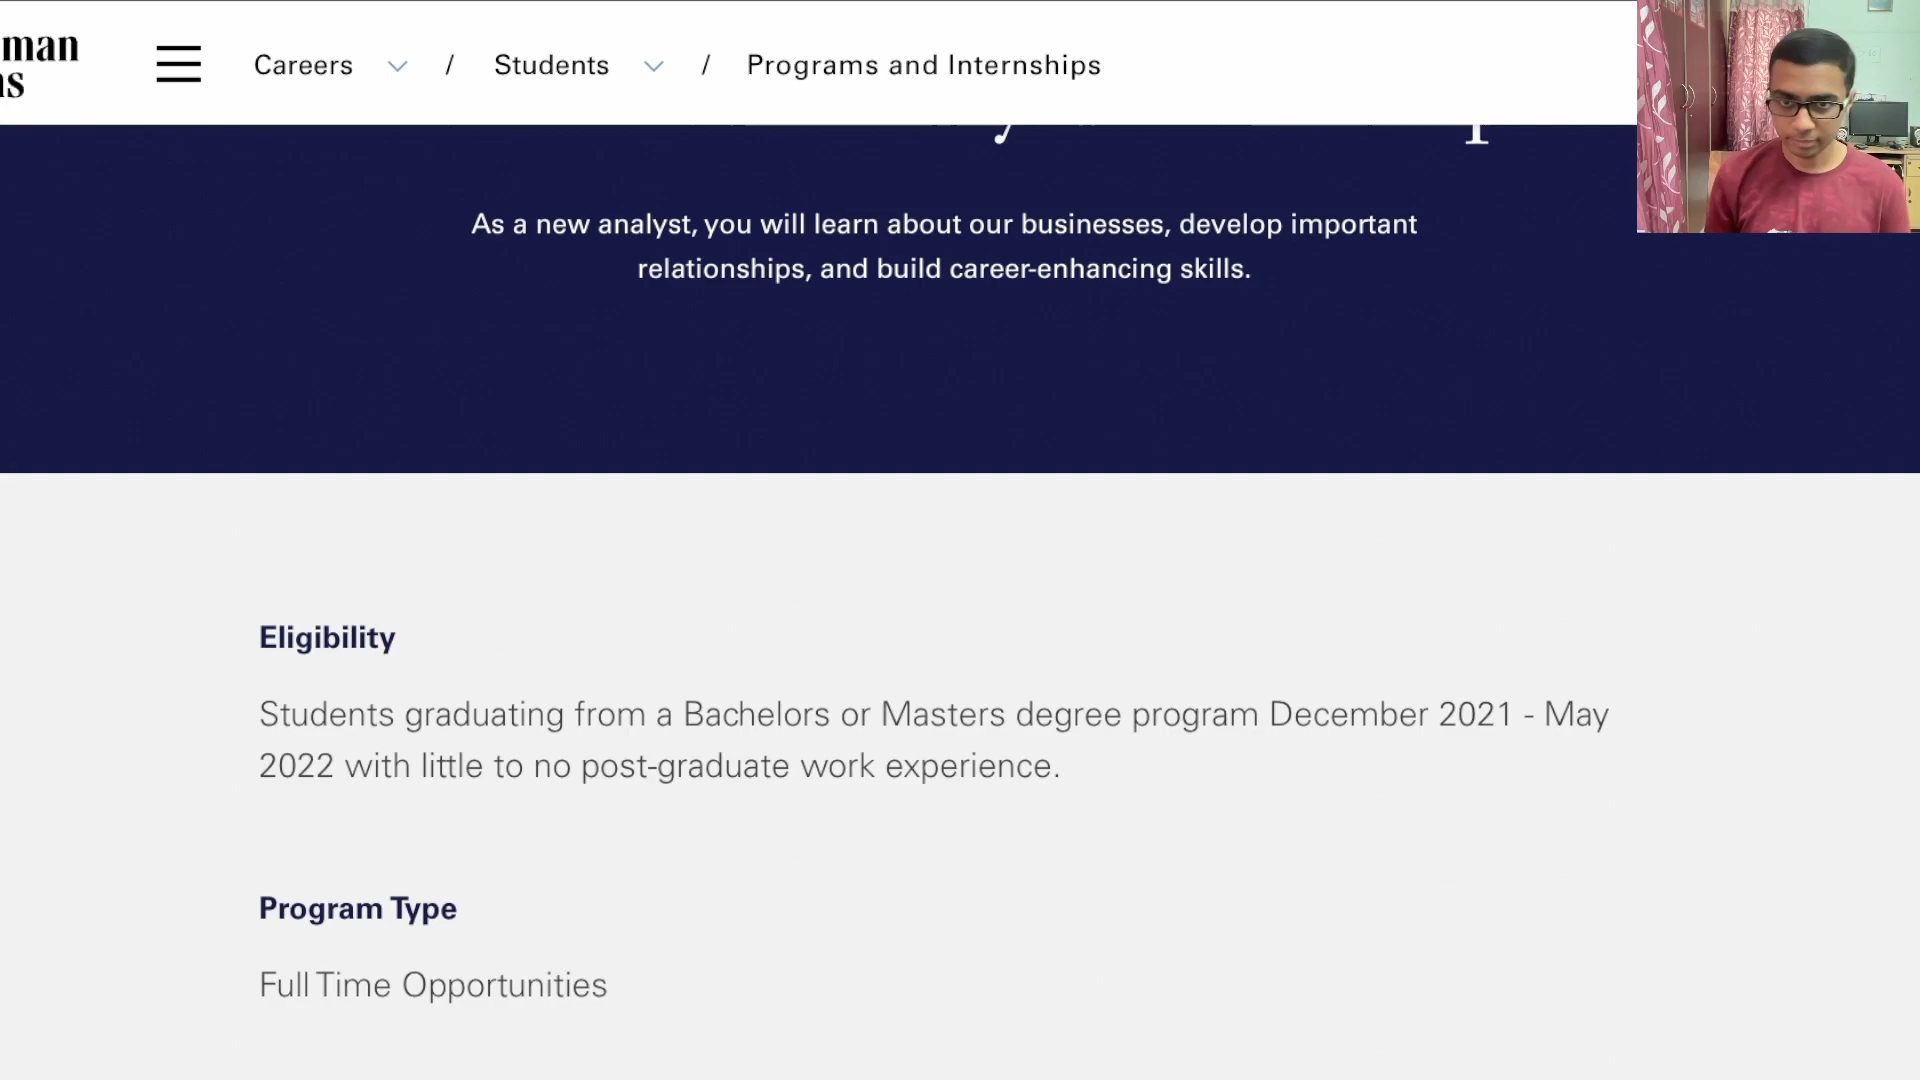 man
Careers / Students / Programs and Internships
As a new analyst, you will learn about our businesses, develop important
relationships, and build career-enhancing skills.
Eligibility
Students graduating from a Bachelors or Masters degree program December 2021 - May
2022 with little to no post-graduate work experience.
Program Type
Full Time Opportunities